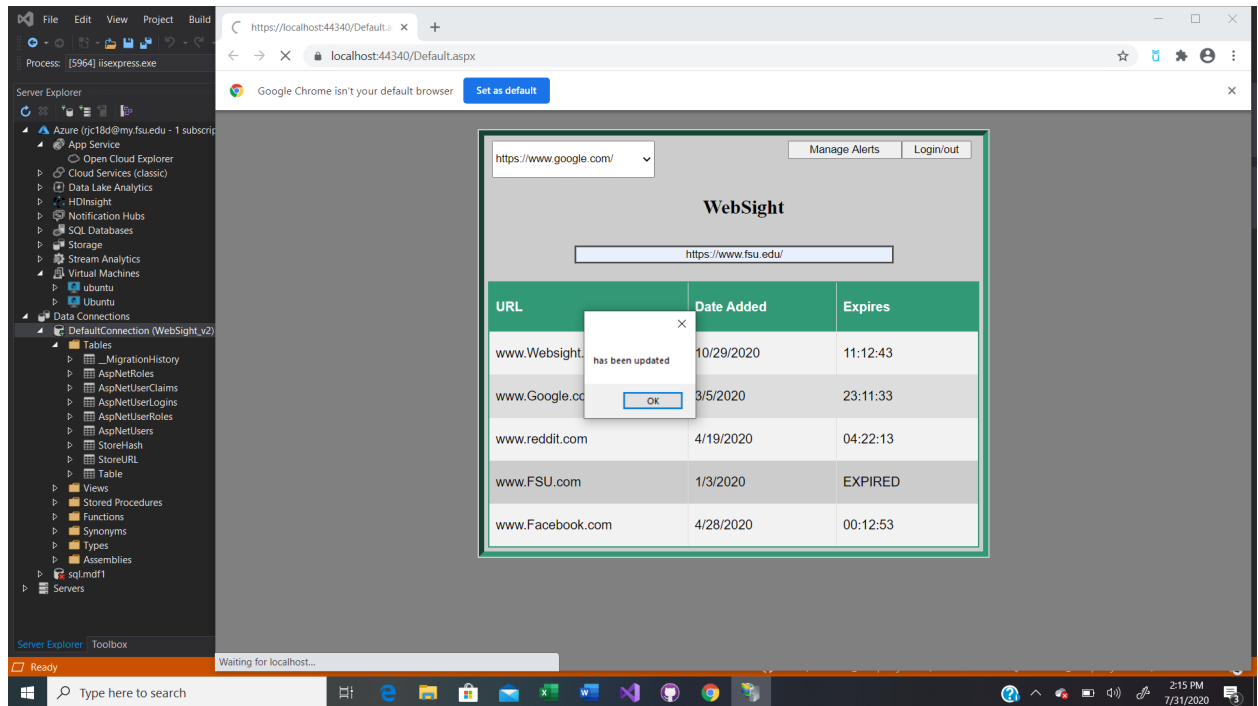 File Edit View Project Build
Process: [5964] iisexpress.exe
Server Explorer
Azure (rjc18d@my.fsu.edu - 1 subscrip
App Service
Open Cloud Explorer
Cloud Services (classic)
Data Lake Analytics
HDInsight
Notification Hubs
SQL Databases
Storage
Stream Analytics
Virtual Machines
ubuntu
Ubuntu
Data Connections
DefaultConnection (WebSight_v2)
Tables
__MigrationHistory
AspNetRoles
AspNetUserClaims
AspNetUserLogins
AspNetUserRoles
AspNetUsers
StoreHash
StoreURL
Table
Views
Stored Procedures
Functions
Synonyms
Types
Assemblies
sql.mdf1
Servers
Server Explorer Toolbox
Ready
https://localhost:44340/Default.a
localhost:44340/Default.aspx
Google Chrome isn't your default browser Set as default
https://www.google.com/ Manage Alerts Login/out
WebSight
https://www.fsu.edu/
URL Date Added Expires
www.Websight. 10/29/2020 11:12:43
www.Google.co 3/5/2020 23:11:33
www.reddit.com 4/19/2020 04:22:13
www.FSU.com 1/3/2020 EXPIRED
www.Facebook.com 4/28/2020 00:12:53
has been updated
OK
Waiting for localhost...
Type here to search
2:15 PM
7/31/2020
3